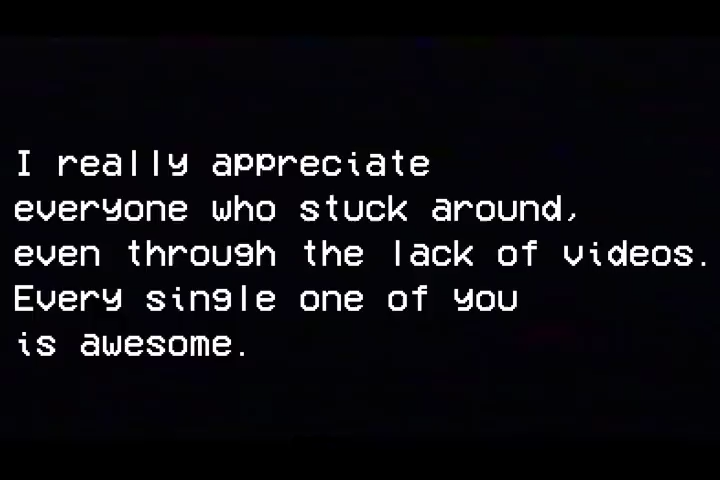 I really appreciate
everyone who stuck around,
even through the lack of videos.
Every single one of you
is awesome.